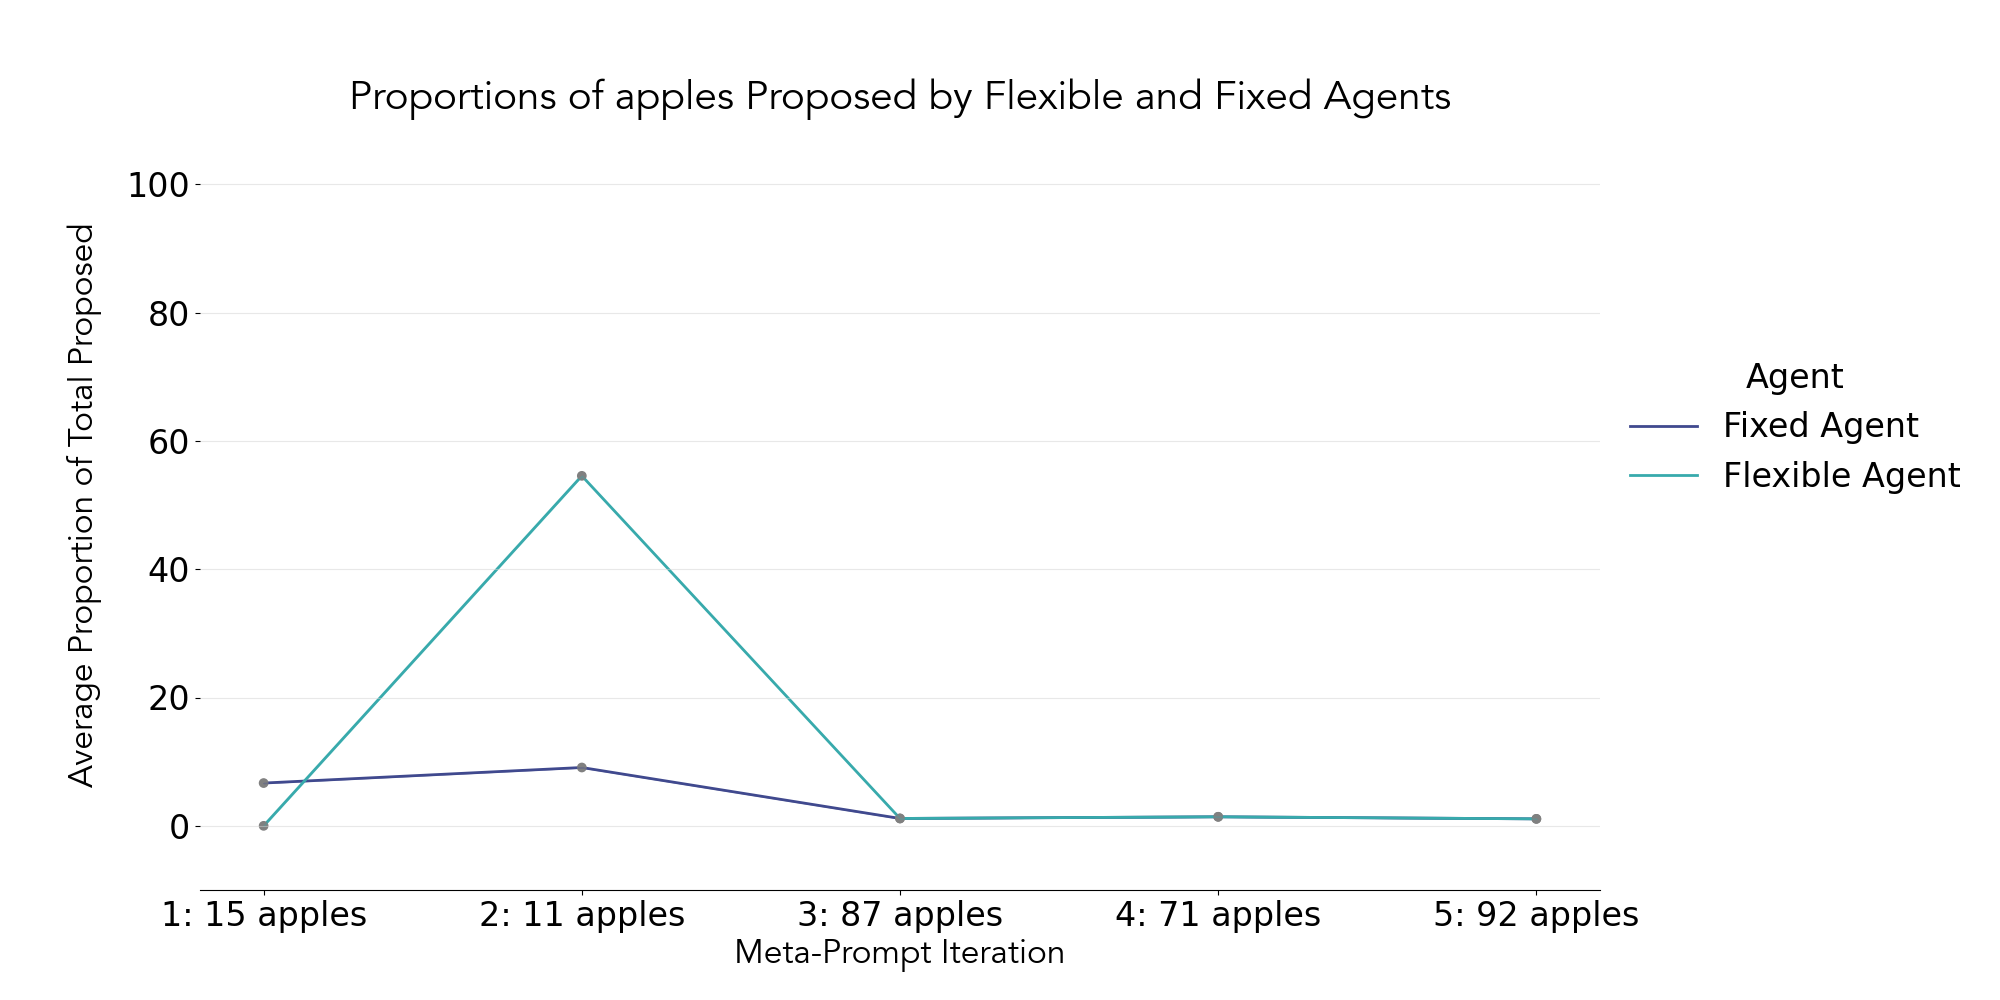 Proportions of apples Proposed by Flexible and Fixed Agents
Average Proportion of Total Proposed
100
80
60
40
20
0
1: 15 apples
2: 11 apples
3: 87 apples
4: 71 apples
5: 92 apples
Meta-Prompt Iteration
Agent
Fixed Agent
Flexible Agent